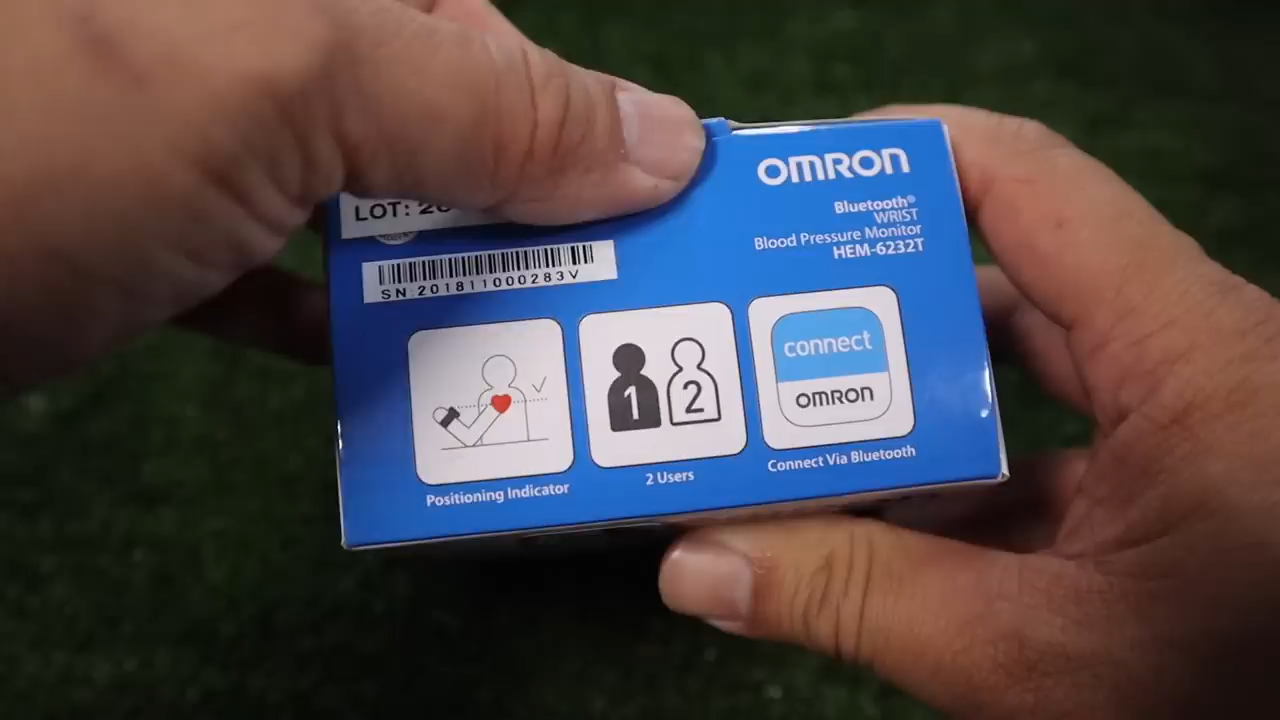 OMRON
Bluetooth®
WRIST
Blood Pressure Monitor
HEM-6232T
LOT: 20
SN 201811000283V
1
2
connect
OMRON
Positioning Indicator
2 Users
Connect Via Bluetooth